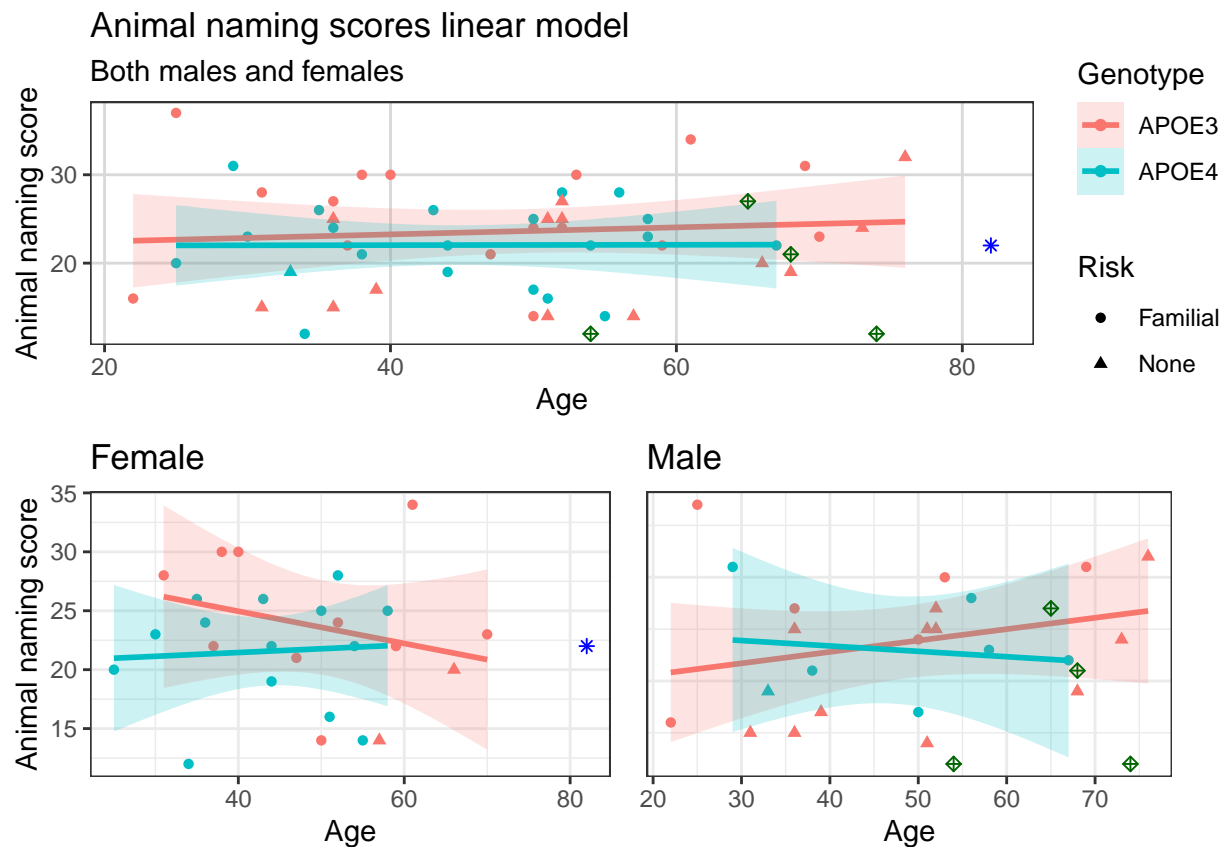 Animal naming scores linear model
Both males and females
Animal naming score
30
20
20
40
60
80
Age
Genotype
APOE3
APOE4
Risk
Familial
None
Female
Animal naming score
35
30
25
20
15
40
60
80
Age
Male
20
30
40
50
60
70
Age